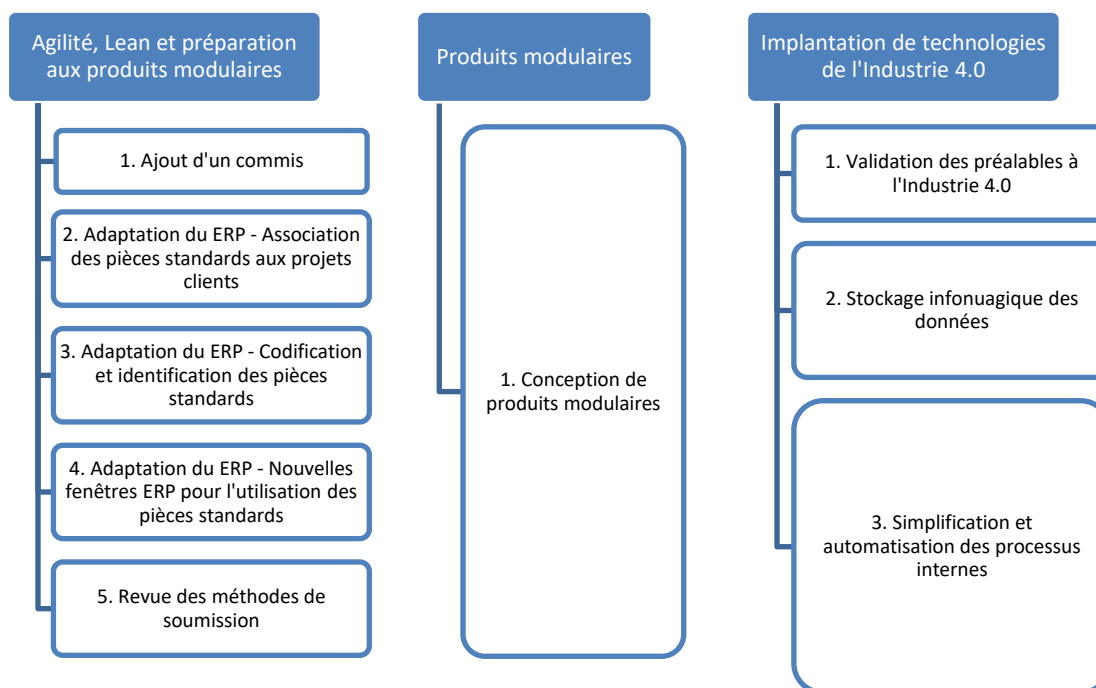 Agilité, Lean et préparation
aux produits modulaires
1. Ajout d'un commis
2. Adaptation du ERP - Association
des pièces standards aux projets
clients
3. Adaptation du ERP - Codification
et identification des pièces
standards
4. Adaptation du ERP - Nouvelles
fenêtres ERP pour l'utilisation des
pièces standards
5. Revue des méthodes de
soumission
Produits modulaires
1. Conception de
produits modulaires
Implantation de technologies
de l'Industrie 4.0
1. Validation des préalables à
l'Industrie 4.0
2. Stockage infonuagique des
données
3. Simplification et
automatisation des processus
internes